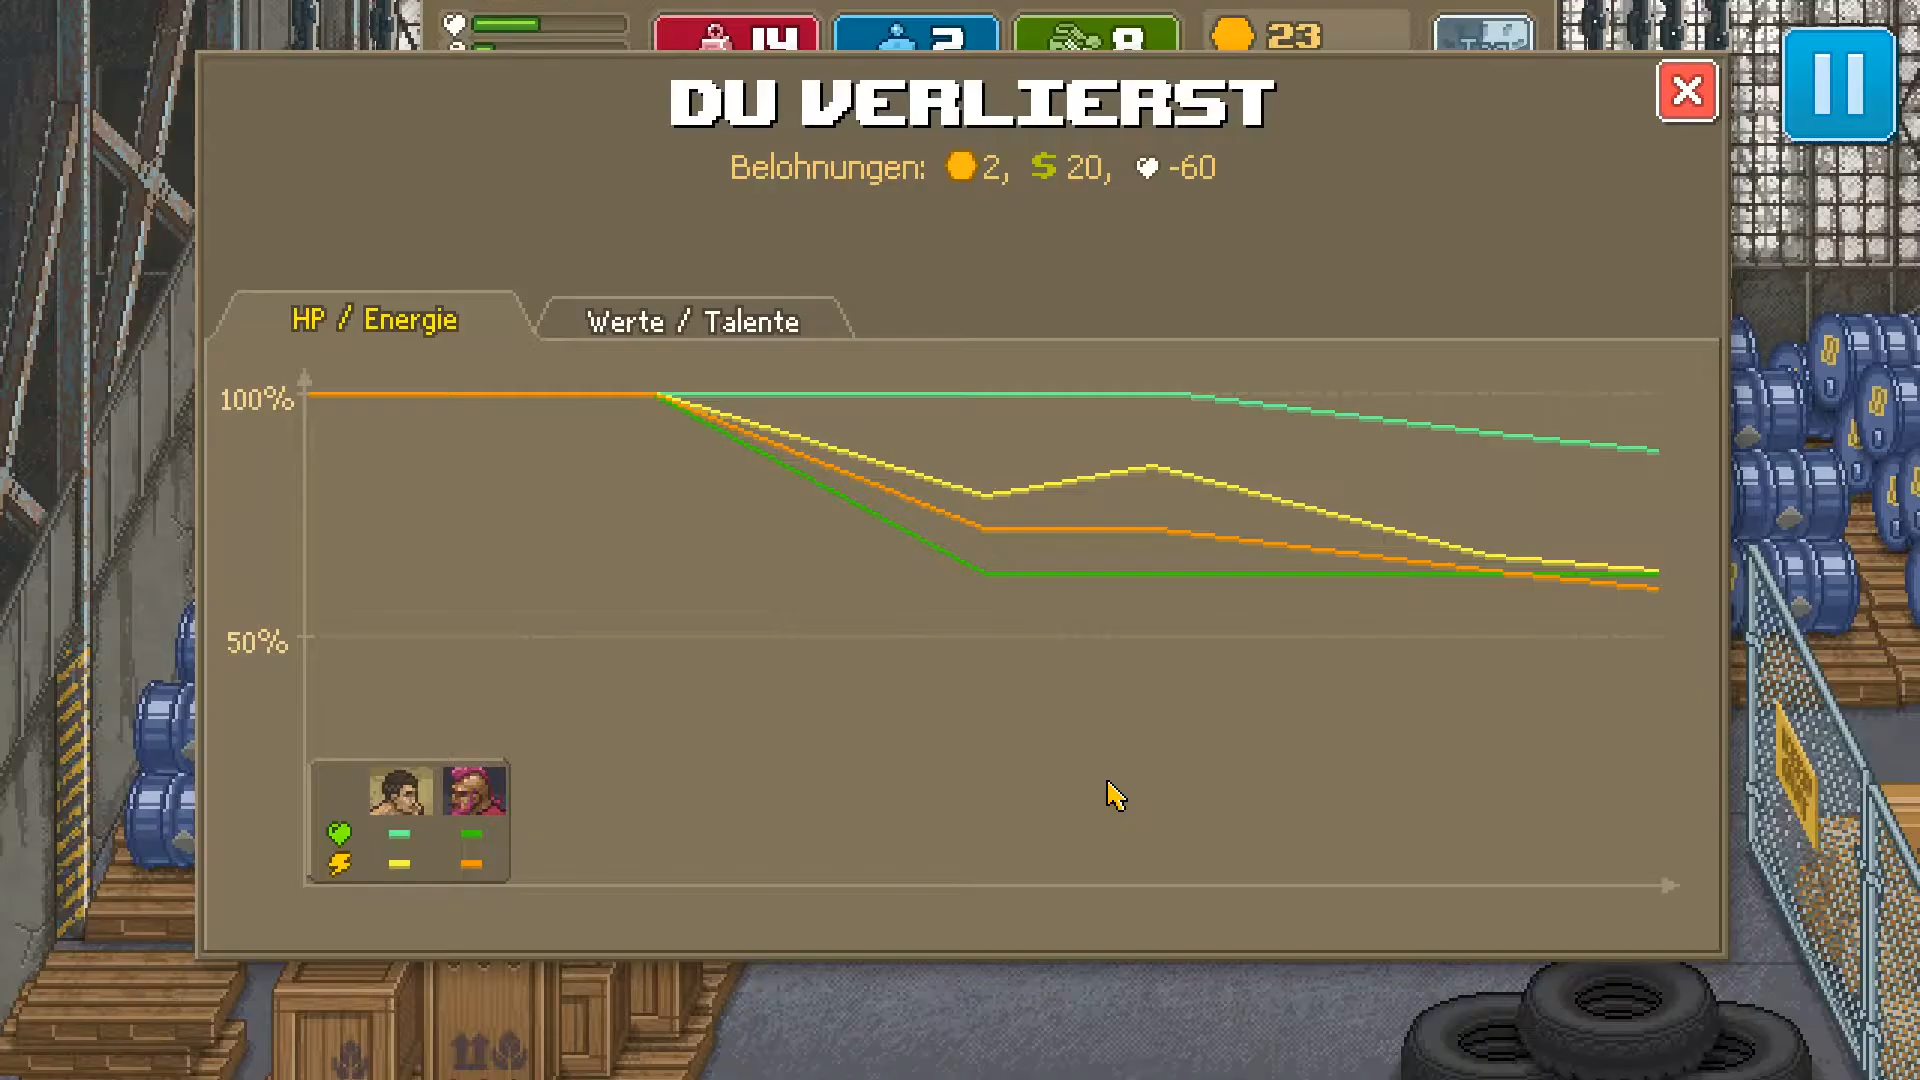 14 2 8 23
DU VERLIERST
Belohnungen: 2, $ 20, -60
HP / Energie Werte / Talente
100%
50%